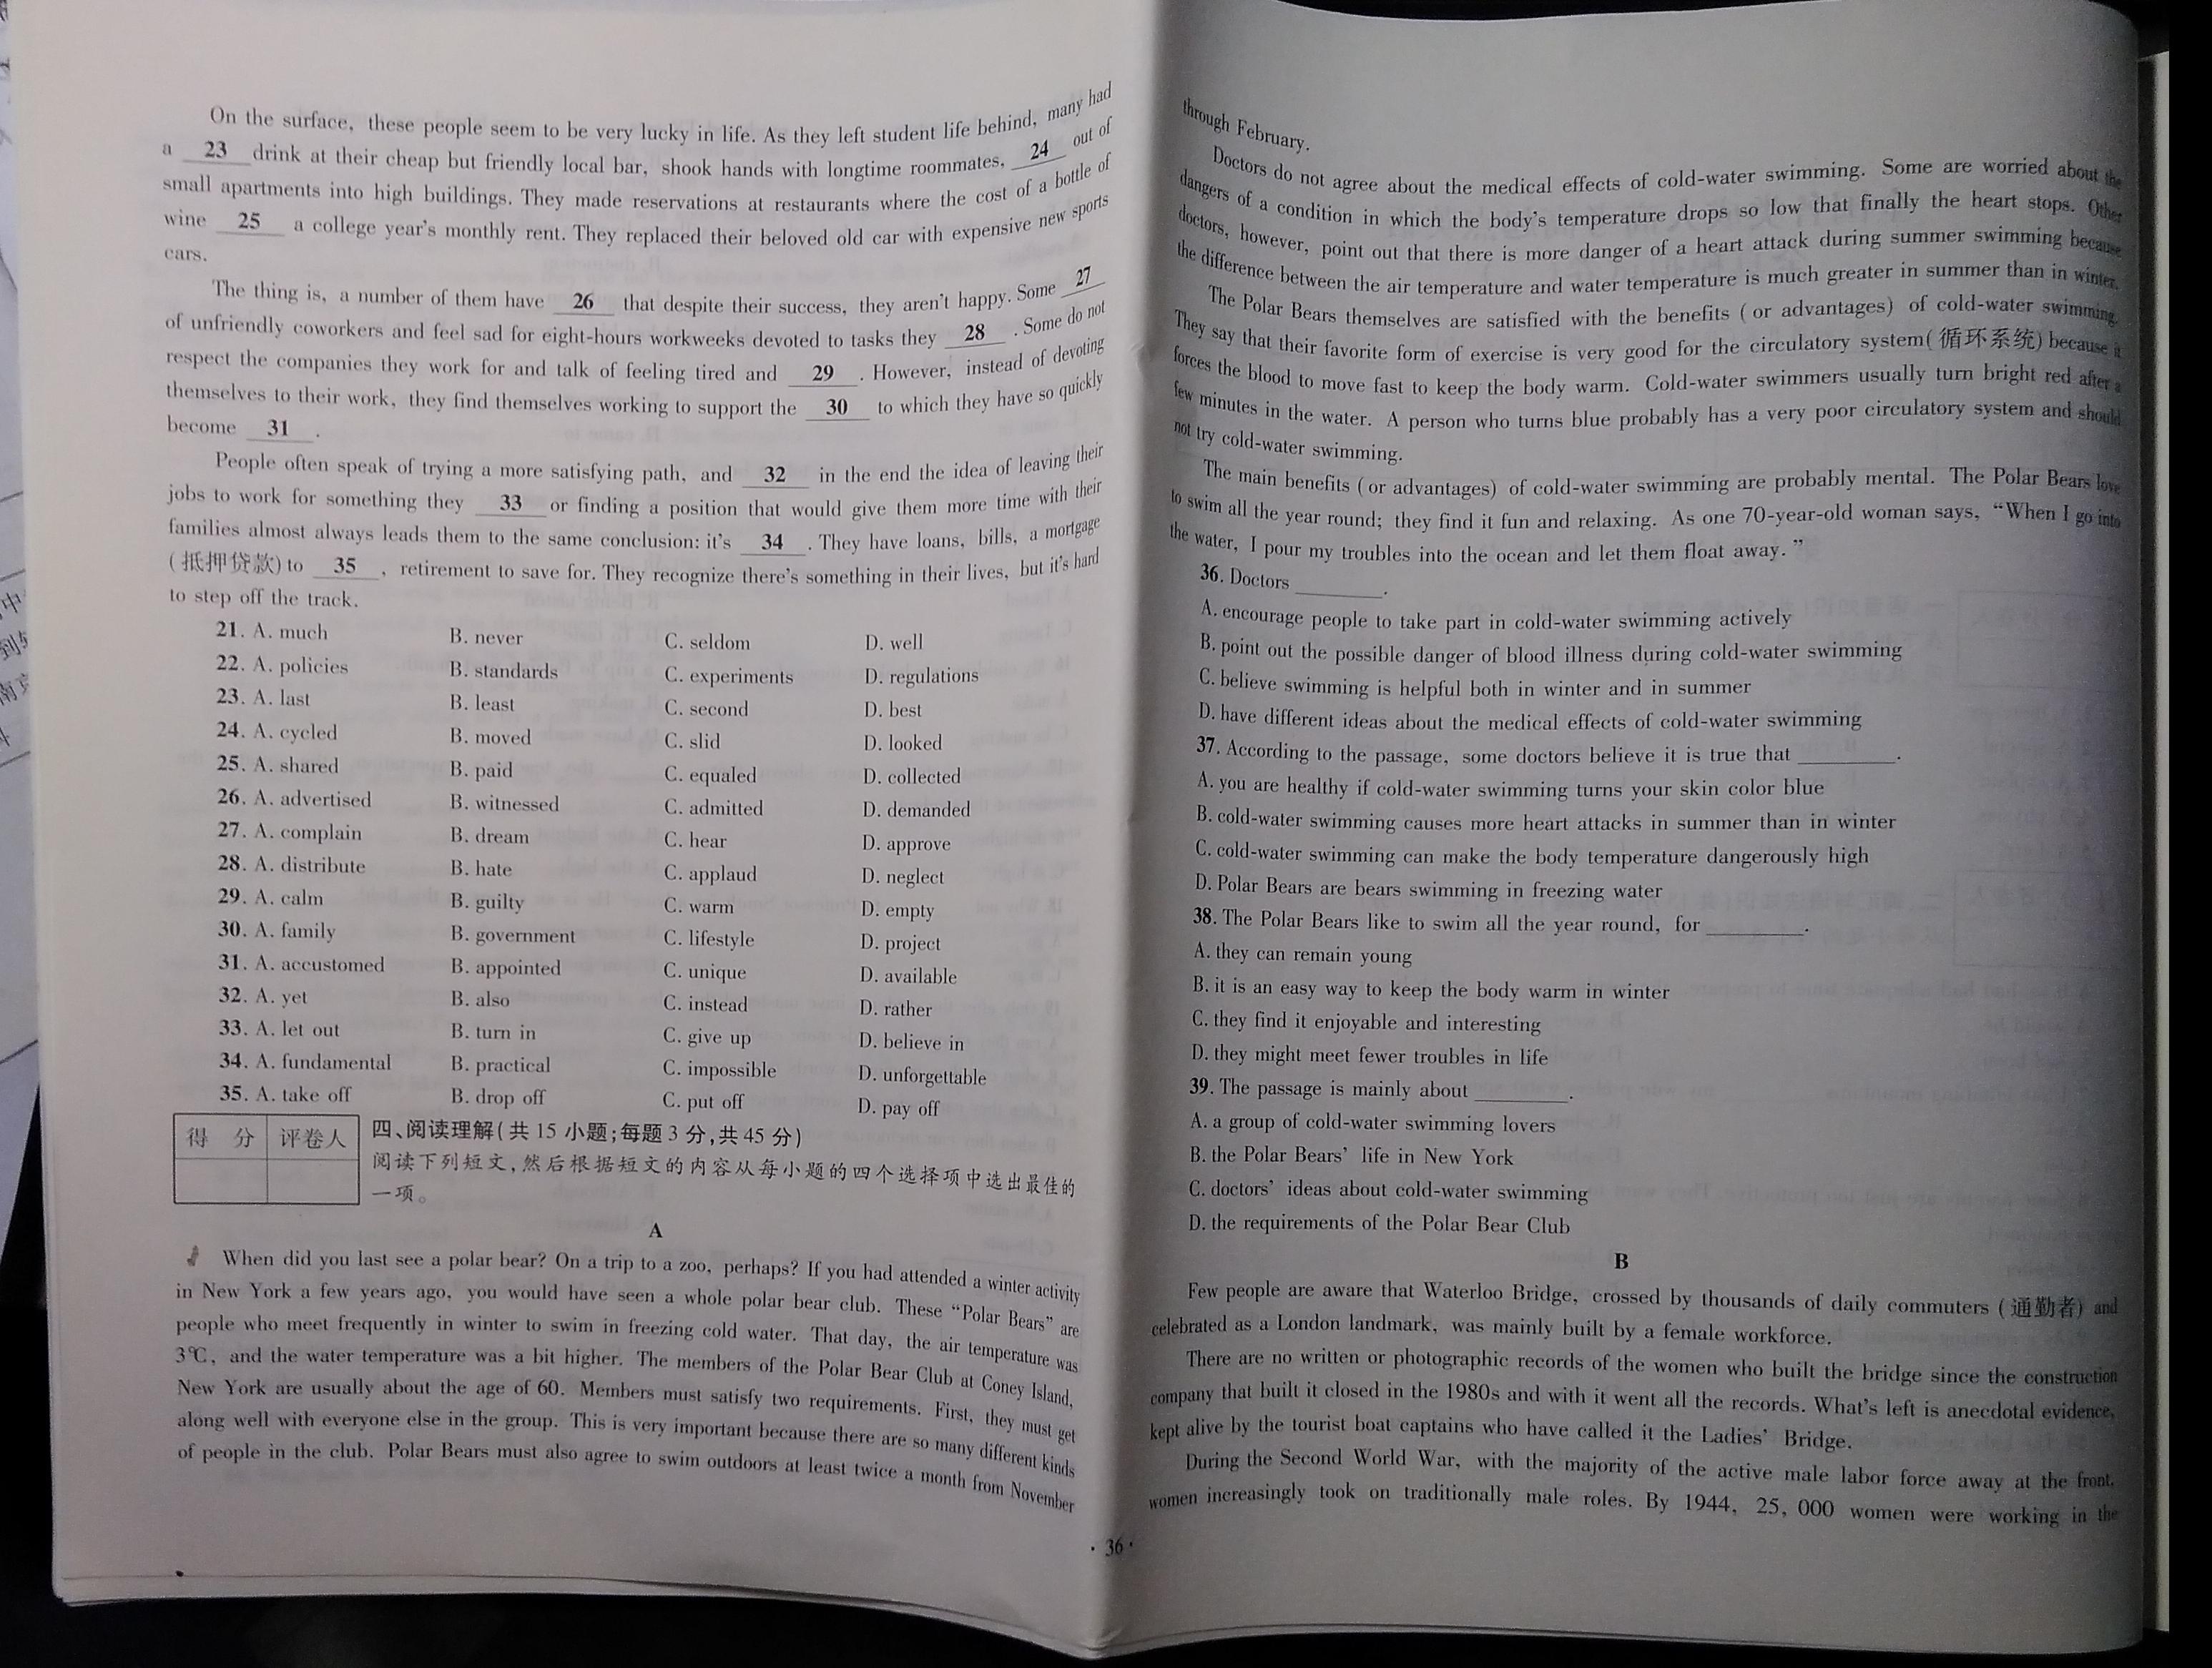 On the surface, these people seem to be very lucky in life. As they left student life behind, many had
a 23 drink at their cheap but friendly local bar, shook hands with longtime roommates, 24 out of
small apartments into high buildings. They made reservations at restaurants where the cost of a bottle of
wine 25 a college year's monthly rent. They replaced their beloved old car with expensive new sports
cars.
The thing is, a number of them have 26 that despite their success, they aren't happy. Some 27
of unfriendly coworkers and feel sad for eight-hours workweeks devoted to tasks they 28 . Some do not
respect the companies they work for and talk of feeling tired and 29 . However, instead of devoting
themselves to their work, they find themselves working to support the 30 to which they have so quickly
become 31 .
People often speak of trying a more satisfying path, and 32 in the end the idea of leaving their
jobs to work for something they 33 or finding a position that would give them more time with their
families almost always leads them to the same conclusion: it's 34 . They have loans, bills, a mortgage
(抵押贷款) to 35 , retirement to save for. They recognize there's something in their lives, but it's hard
to step off the track.
21. A. much B. never C. seldom D. well
22. A. policies B. standards C. experiments D. regulations
23. A. last B. least C. second D. best
24. A. cycled B. moved C. slid D. looked
25. A. shared B. paid C. equaled D. collected
26. A. advertised B. witnessed C. admitted D. demanded
27. A. complain B. dream C. hear D. approve
28. A. distribute B. hate C. applaud D. neglect
29. A. calm B. guilty C. warm D. empty
30. A. family B. government C. lifestyle D. project
31. A. accustomed B. appointed C. unique D. available
32. A. yet B. also C. instead D. rather
33. A. let out B. turn in C. give up D. believe in
34. A. fundamental B. practical C. impossible D. unforgettable
35. A. take off B. drop off C. put off D. pay off
得 分 评卷人
四、阅读理解(共 15 小题;每题 3 分,共 45 分)
阅读下列短文,然后根据短文的内容从每小题的四个选择项中选出最佳的
一项。
A
When did you last see a polar bear? On a trip to a zoo, perhaps? If you had attended a winter activity
in New York a few years ago, you would have seen a whole polar bear club. These "Polar Bears" are
people who meet frequently in winter to swim in freezing cold water. That day, the air temperature was
3℃, and the water temperature was a bit higher. The members of the Polar Bear Club at Coney Island,
New York are usually about the age of 60. Members must satisfy two requirements. First, they must get
along well with everyone else in the group. This is very important because there are so many different kinds
of people in the club. Polar Bears must also agree to swim outdoors at least twice a month from November
through February.
Doctors do not agree about the medical effects of cold-water swimming. Some are worried about the
dangers of a condition in which the body's temperature drops so low that finally the heart stops. Other
doctors, however, point out that there is more danger of a heart attack during summer swimming because
the difference between the air temperature and water temperature is much greater in summer than in winter.
The Polar Bears themselves are satisfied with the benefits (or advantages) of cold-water swimming.
They say that their favorite form of exercise is very good for the circulatory system(循环系统) because it
forces the blood to move fast to keep the body warm. Cold-water swimmers usually turn bright red after a
few minutes in the water. A person who turns blue probably has a very poor circulatory system and should
not try cold-water swimming.
The main benefits (or advantages) of cold-water swimming are probably mental. The Polar Bears love
to swim all the year round; they find it fun and relaxing. As one 70-year-old woman says, "When I go into
the water, I pour my troubles into the ocean and let them float away."
36. Doctors ________.
A. encourage people to take part in cold-water swimming actively
B. point out the possible danger of blood illness during cold-water swimming
C. believe swimming is helpful both in winter and in summer
D. have different ideas about the medical effects of cold-water swimming
37. According to the passage, some doctors believe it is true that ________.
A. you are healthy if cold-water swimming turns your skin color blue
B. cold-water swimming causes more heart attacks in summer than in winter
C. cold-water swimming can make the body temperature dangerously high
D. Polar Bears are bears swimming in freezing water
38. The Polar Bears like to swim all the year round, for ________.
A. they can remain young
B. it is an easy way to keep the body warm in winter
C. they find it enjoyable and interesting
D. they might meet fewer troubles in life
39. The passage is mainly about ________.
A. a group of cold-water swimming lovers
B. the Polar Bears' life in New York
C. doctors' ideas about cold-water swimming
D. the requirements of the Polar Bear Club
B
Few people are aware that Waterloo Bridge, crossed by thousands of daily commuters (通勤者) and
celebrated as a London landmark, was mainly built by a female workforce.
There are no written or photographic records of the women who built the bridge since the construction
company that built it closed in the 1980s and with it went all the records. What's left is anecdotal evidence,
kept alive by the tourist boat captains who have called it the Ladies' Bridge.
During the Second World War, with the majority of the active male labor force away at the front,
women increasingly took on traditionally male roles. By 1944, 25, 000 women were working in the
· 36 ·